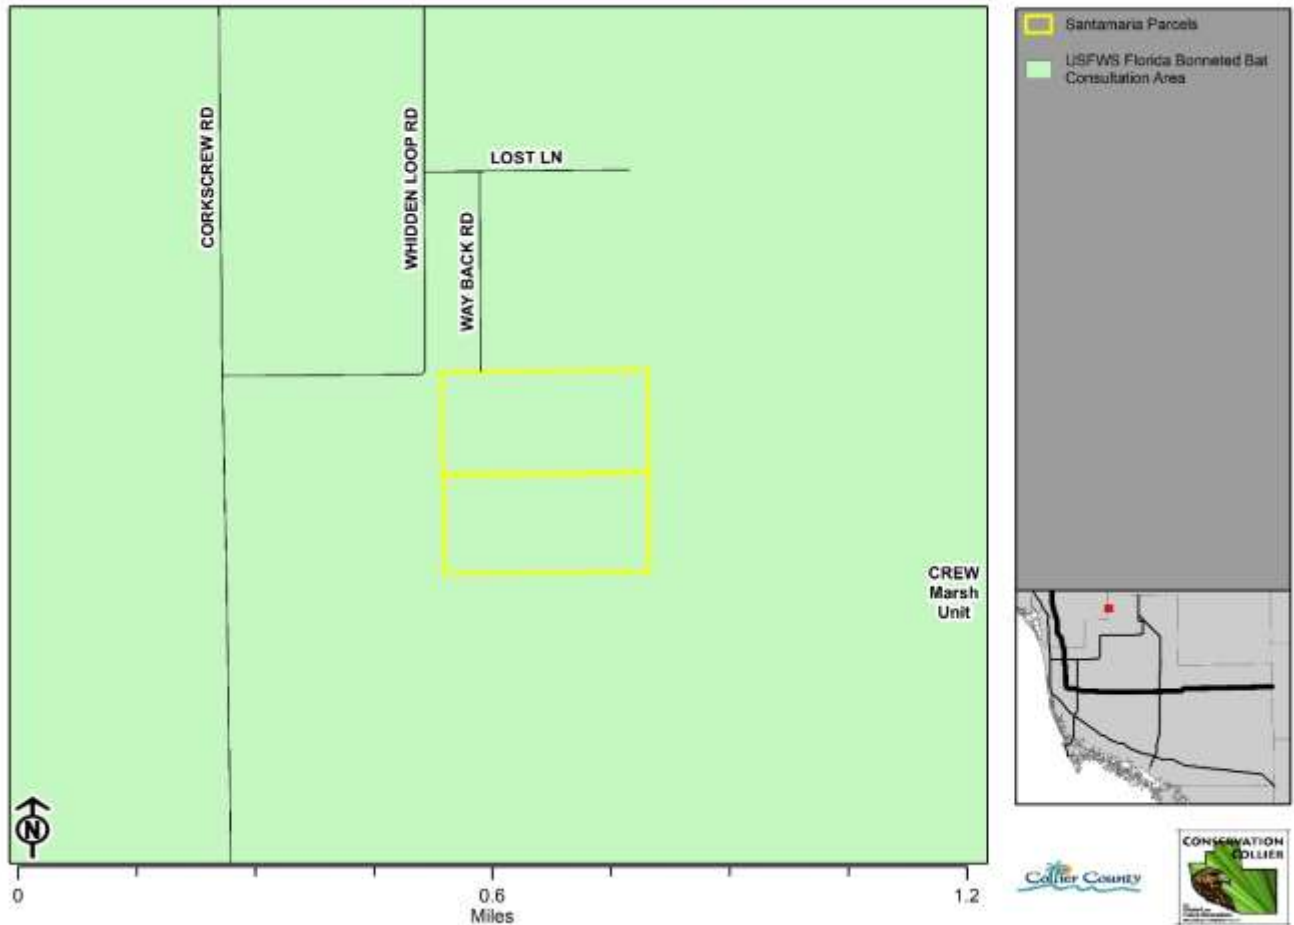 Santamaria Parcels
USFWS Florida Bonneted Bat
Consultation Area
CORKSCREW RD
WHIDDEN LOOP RD
LOST LN
WAY BACK RD
CREW
Marsh
Unit
N
0
0.6
1.2
Miles
Collier County
CONSERVATION
COLLIER